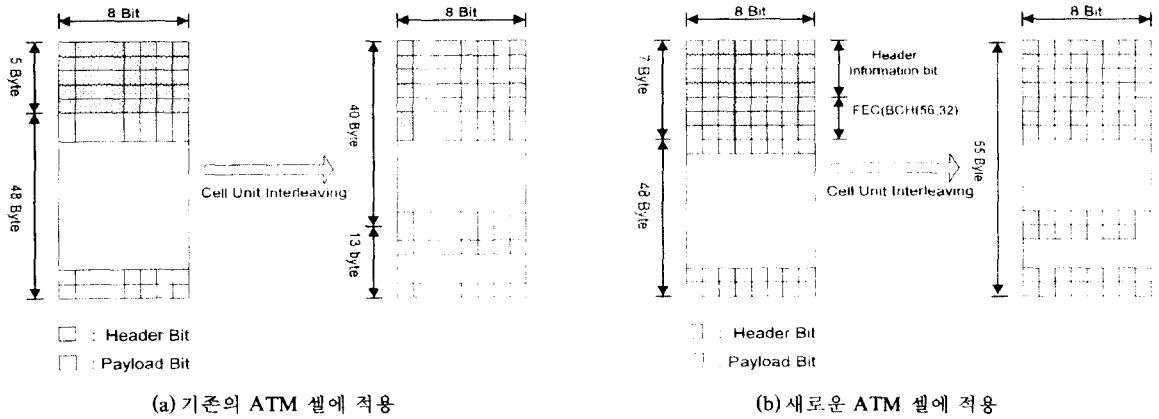 8 Bit
5 Byte
48 Byte
Cell Unit Interleaving
8 Bit
40 Byte
13 byte
: Header Bit
: Payload Bit
(a) 기존의 ATM 셀에 적용
8 Bit
7 Byte
48 Byte
Header
Information bit
FEC(BCH(56,32)
Cell Unit Interleaving
8 Bit
55 Byte
: Header Bit
: Payload Bit
(b) 새로운 ATM 셀에 적용